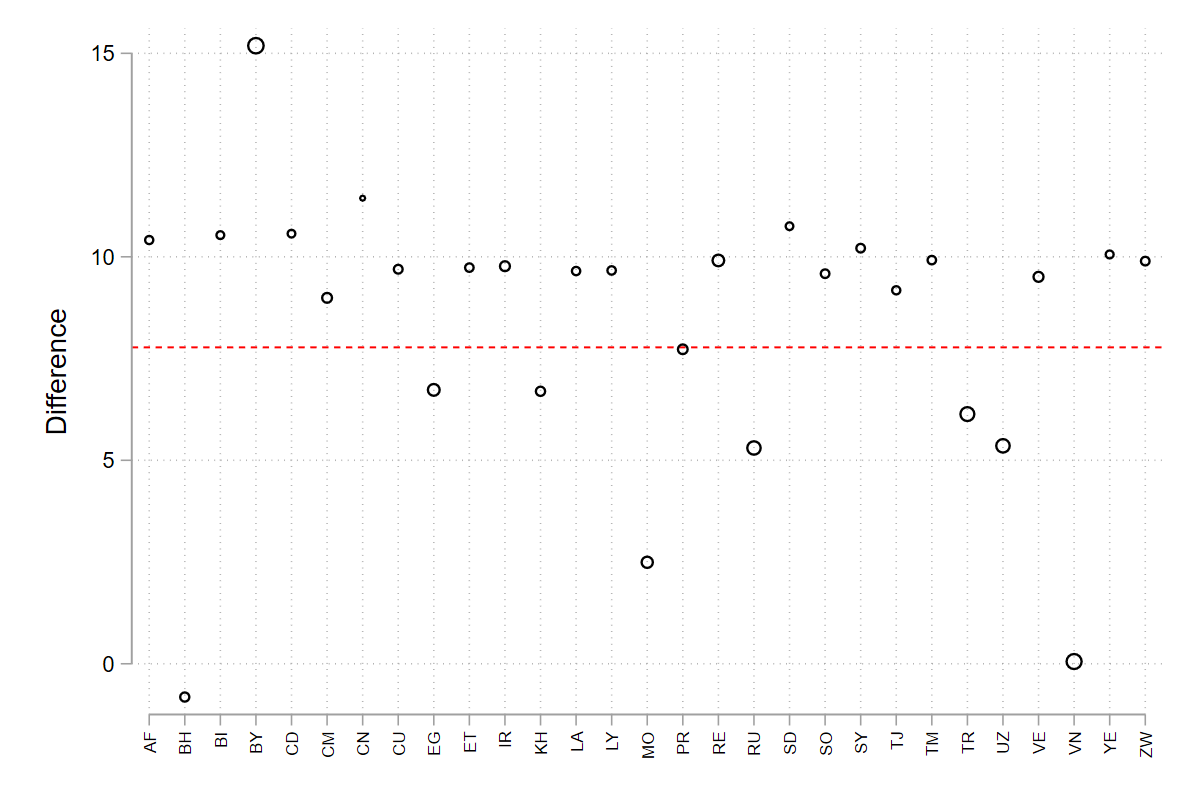 Difference
15
10
5
0
AF BH BI BY CD CM CN CU EG ET IR KH LA LY MO PR RE RU SD SO SY TJ TM TR UZ VE VN YE ZW